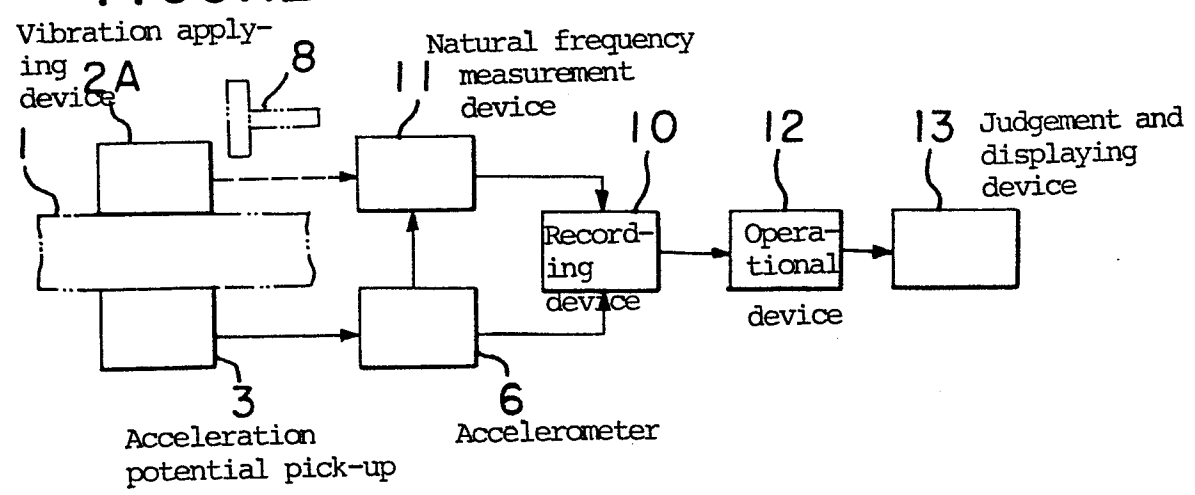 Vibration apply-
ing
device
2A
8
11
Natural frequency
measurement
device
1
10
12
13
Judgement and
displaying
device
Record-
ing
device
Opera-
tional
device
3
Acceleration
potential pick-up
6
Accelerometer